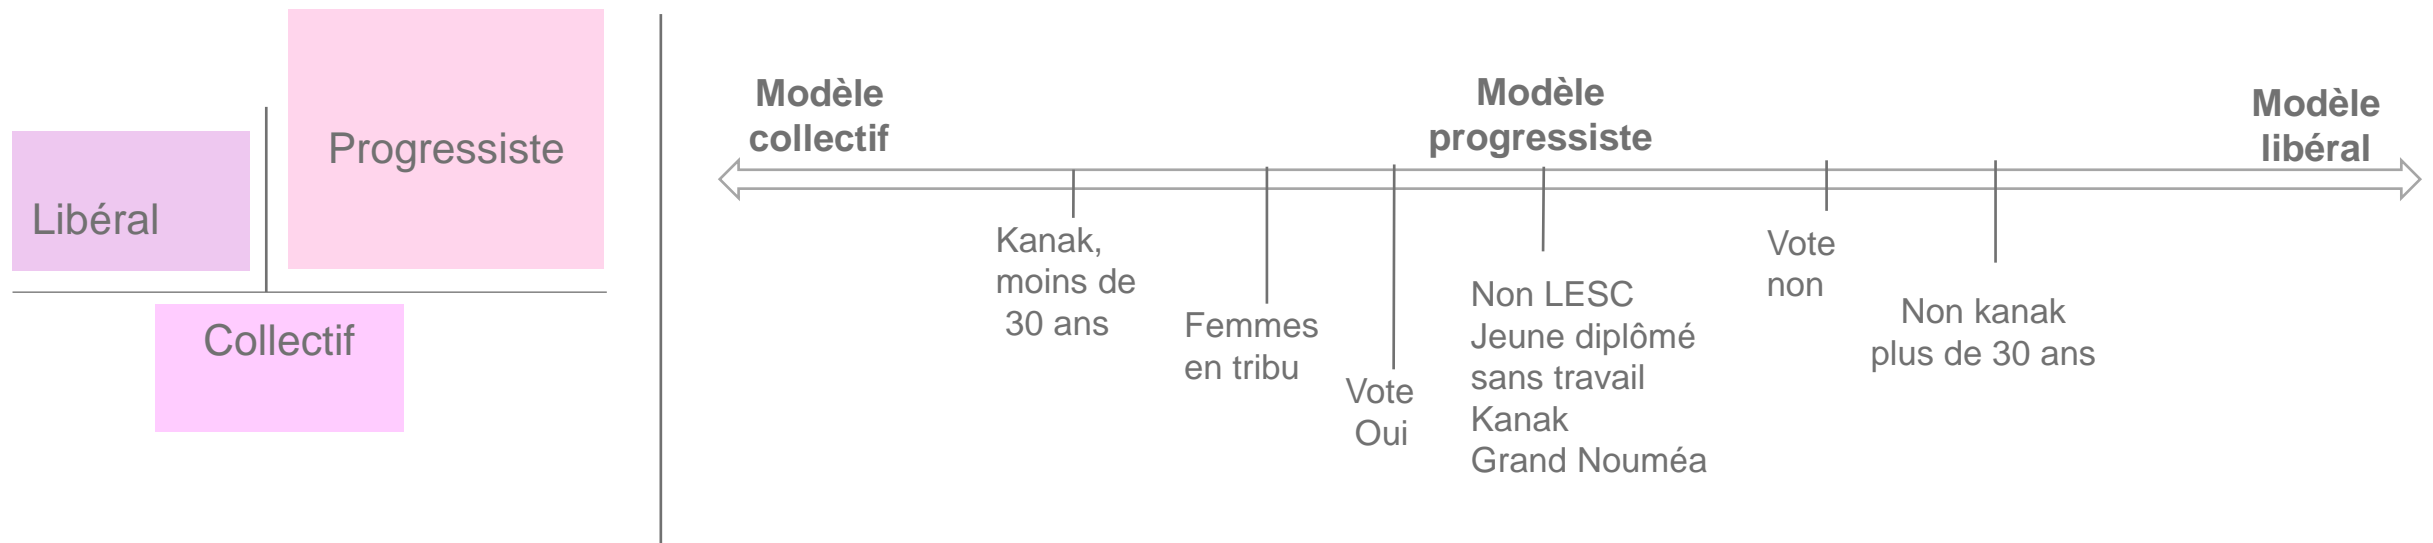 Progressiste
Libéral
Collectif
Modèle
collectif
Modèle
progressiste
Modèle
libéral
Kanak,
moins de
30 ans
Femmes
en tribu
Vote
Oui
Non LESC
Jeune diplômé
sans travail
Kanak
Grand Nouméa
Vote
non
Non kanak
plus de 30 ans